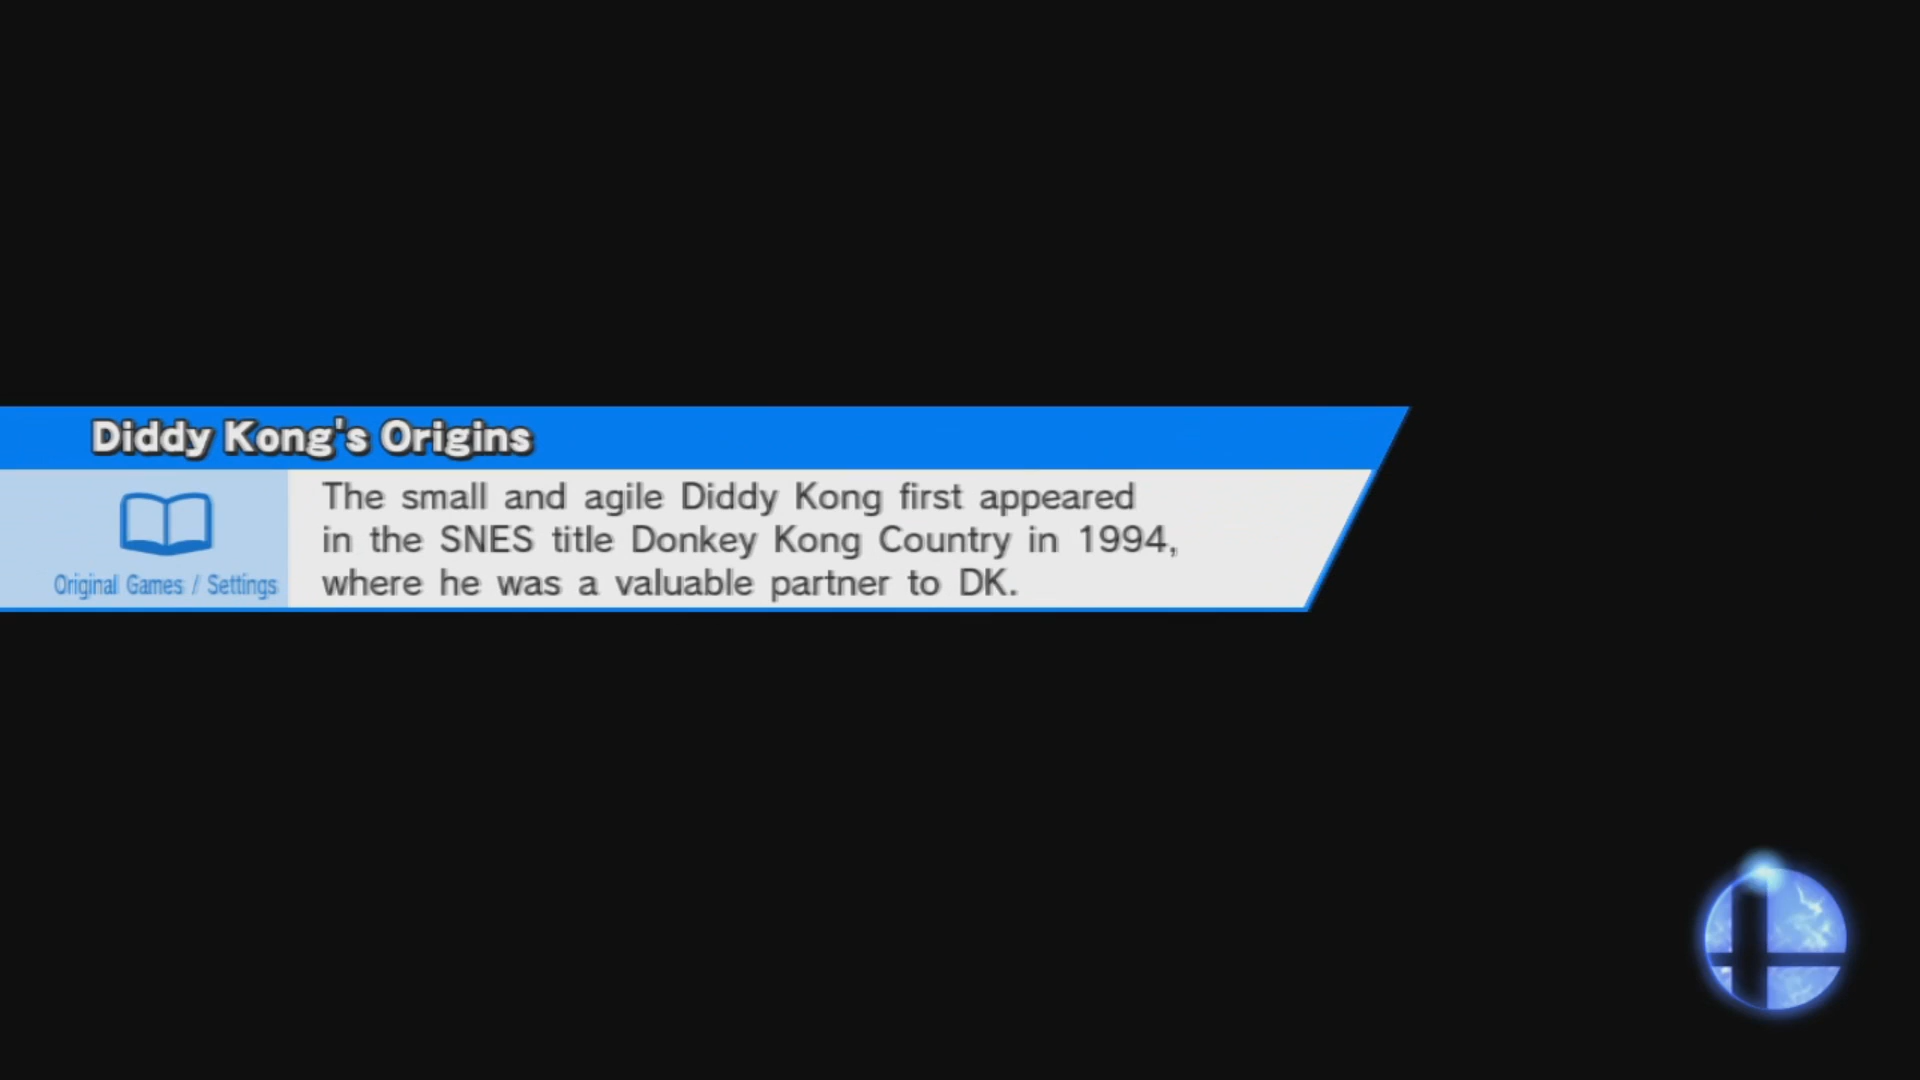 Diddy Kong's Origins
Original Games / Settings
The small and agile Diddy Kong first appeared
in the SNES title Donkey Kong Country in 1994,
where he was a valuable partner to DK.